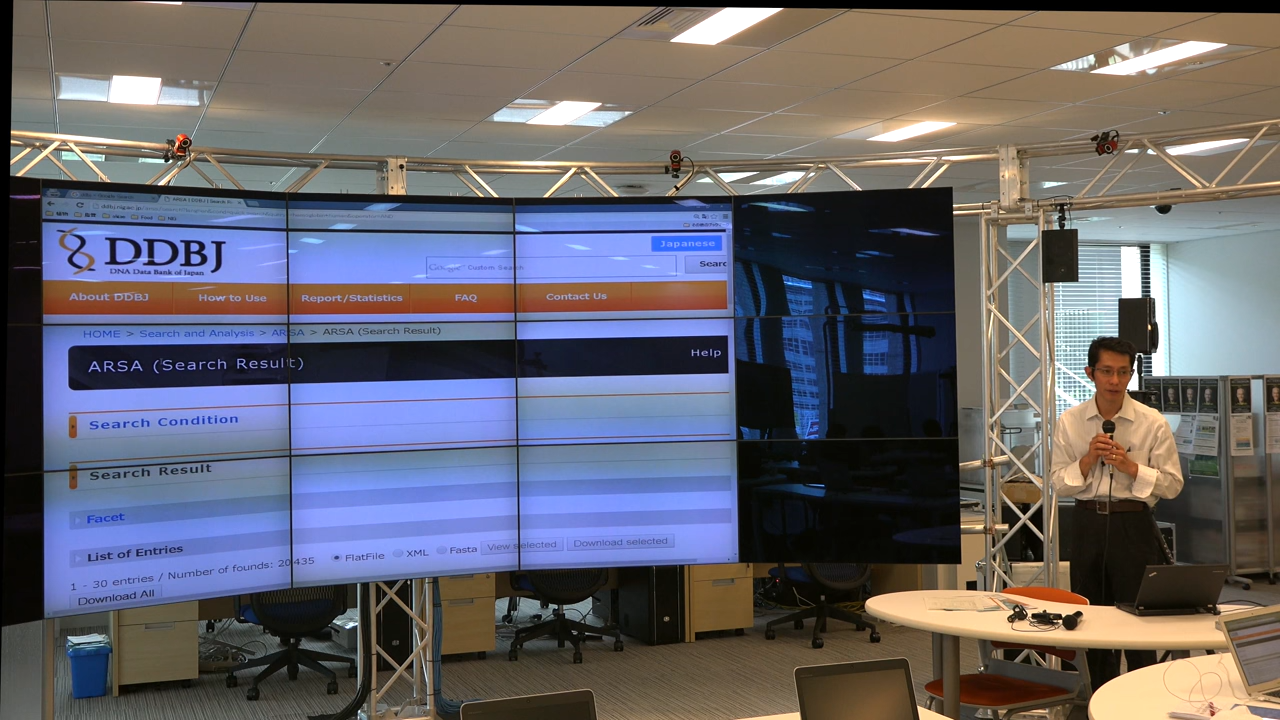 DDBJ
DNA Data Bank of Japan
Japanese
Google Custom Search
About DDBJ How to Use Report/Statistics FAQ Contact Us
HOME > Search and Analysis > ARSA > ARSA (Search Result)
ARSA (Search Result) Help
Search Condition
Search Result
Facet
List of Entries
1 - 30 entries / Number of founds: 20435 FlatFile XML Fasta View selected Download selected
Download All